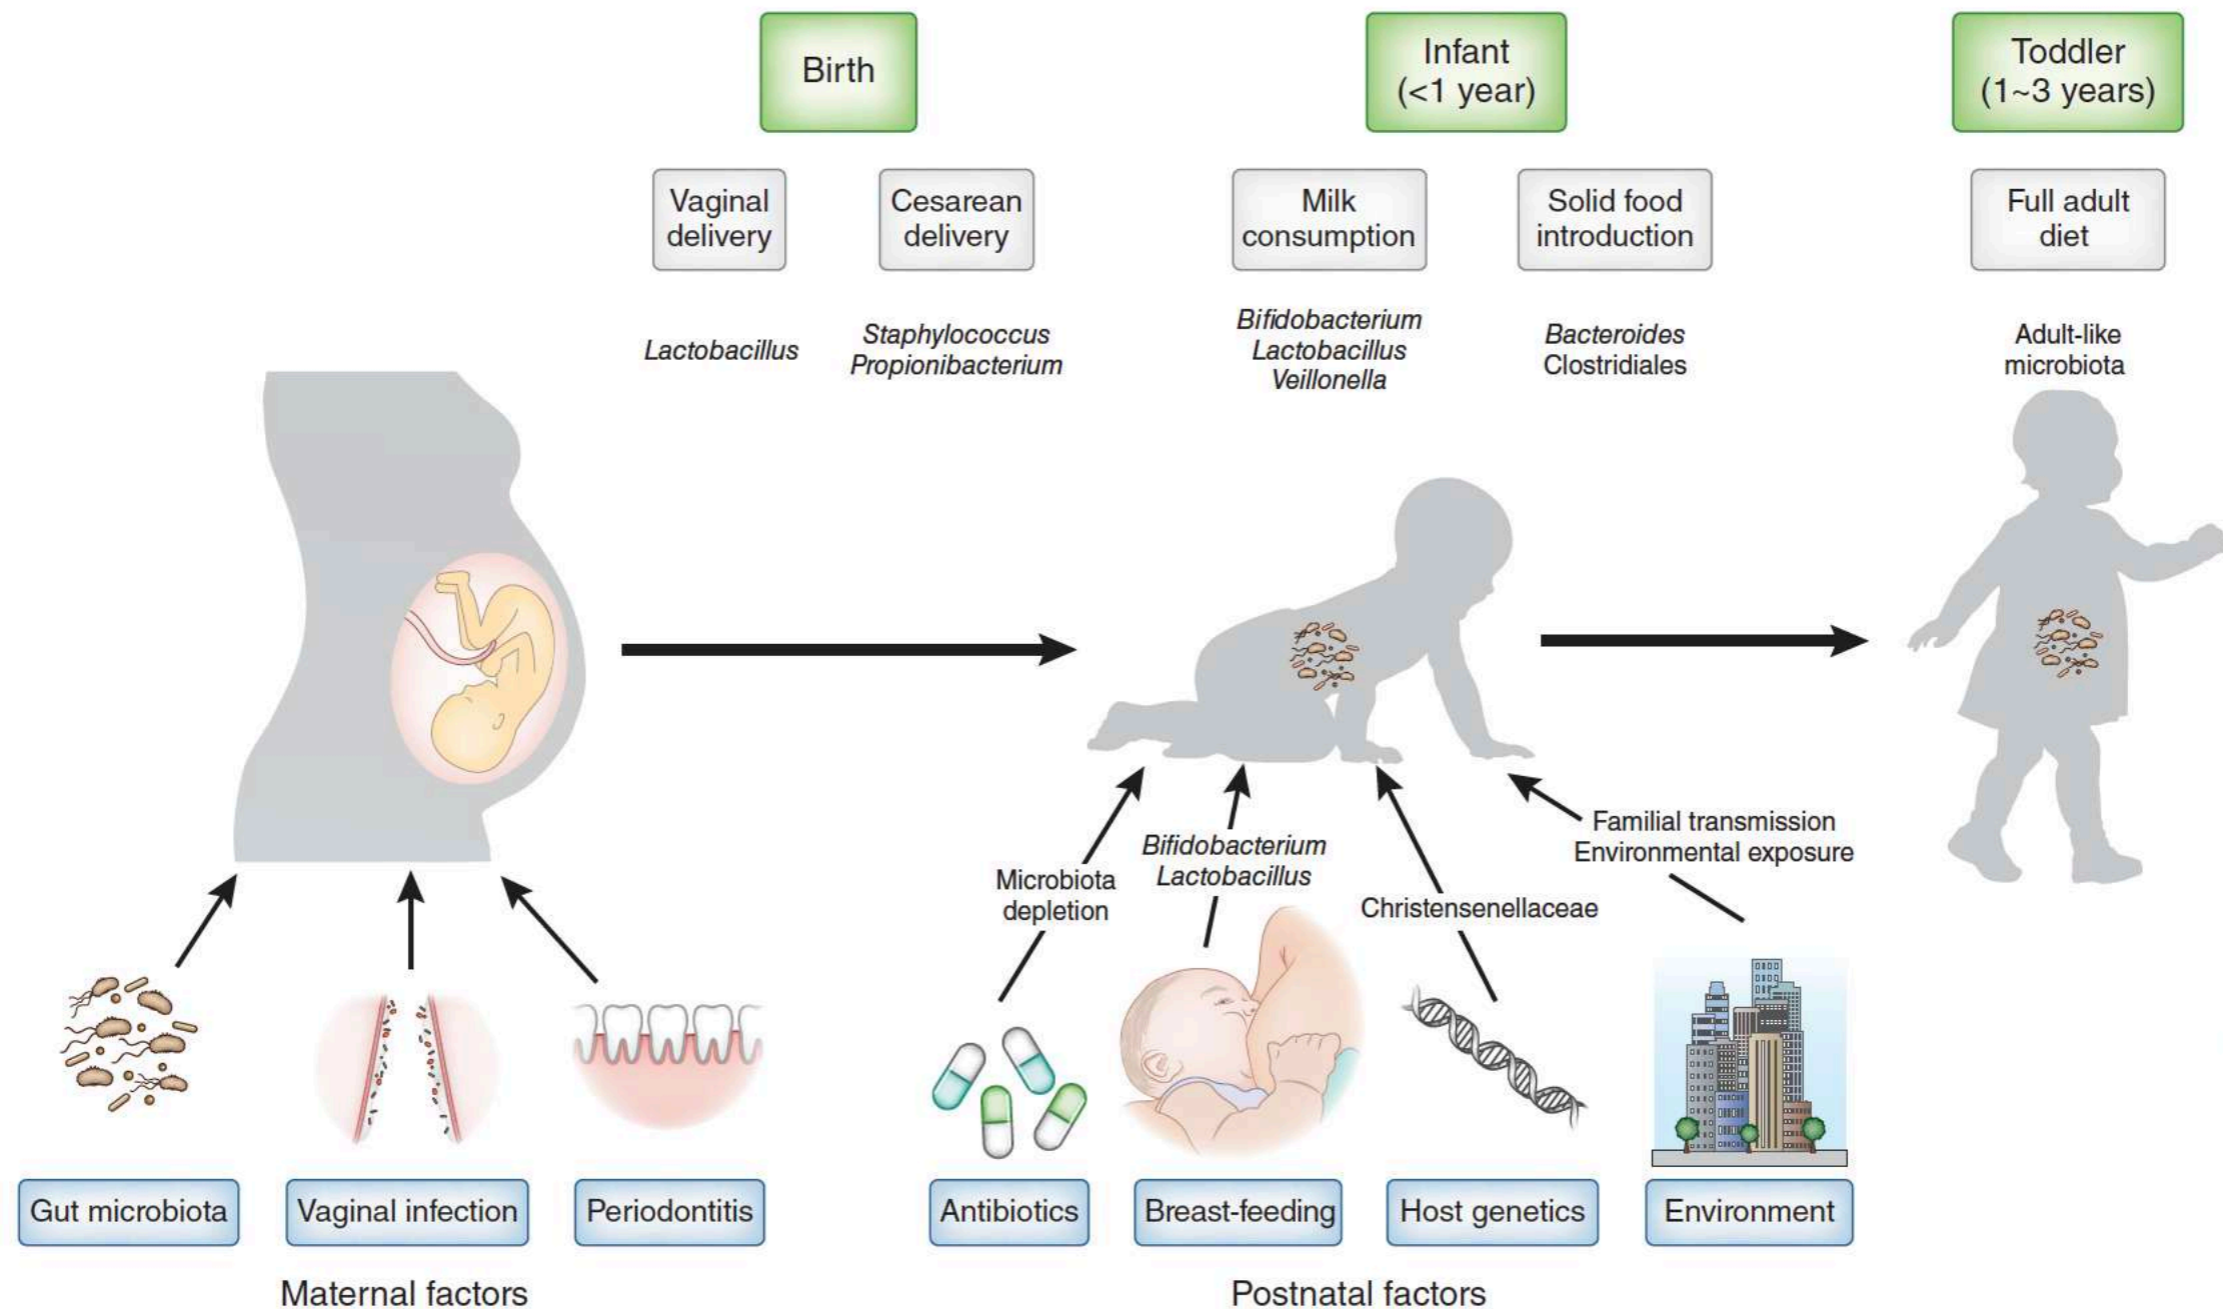 Birth
Infant
(<1 year)
Toddler
(1~3 years)
Vaginal
delivery
Cesarean
delivery
Milk
consumption
Solid food
introduction
Full adult
diet
Lactobacillus
Staphylococcus
Propionibacterium
Bifidobacterium
Lactobacillus
Veillonella
Bacteroides
Clostridiales
Adult-like
microbiota
Microbiota
depletion
Bifidobacterium
Lactobacillus
Christensenellaceae
Familial transmission
Environmental exposure
Gut microbiota
Vaginal infection
Periodontitis
Antibiotics
Breast-feeding
Host genetics
Environment
Maternal factors
Postnatal factors